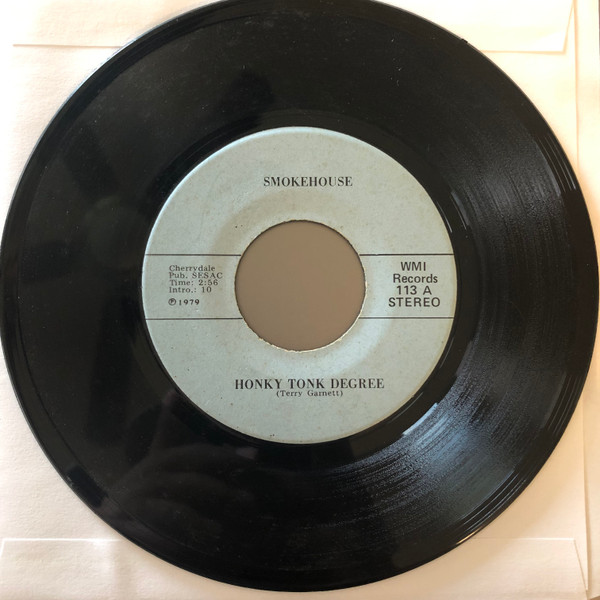 SMOKEHOUSE
Cherrydale
Pub. SESAC
Time: 2:56
Intro.: 10
℗ 1979
WMI
Records
113 A
STEREO
HONKY TONK DEGREE
(Terry Garnett)